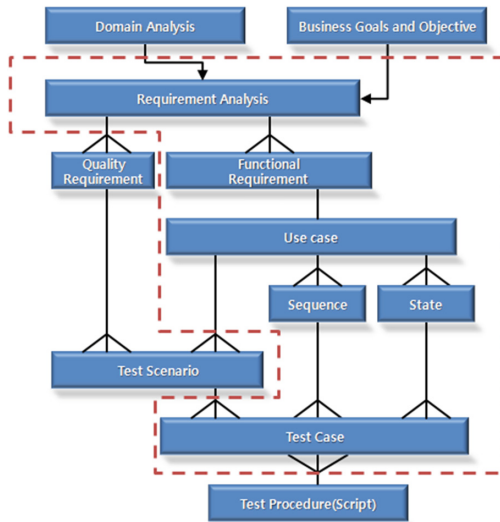 Domain Analysis
Business Goals and Objective
Requirement Analysis
Quality
Requirement
Functional
Requirement
Use case
Sequence
State
Test Scenario
Test Case
Test Procedure(Script)